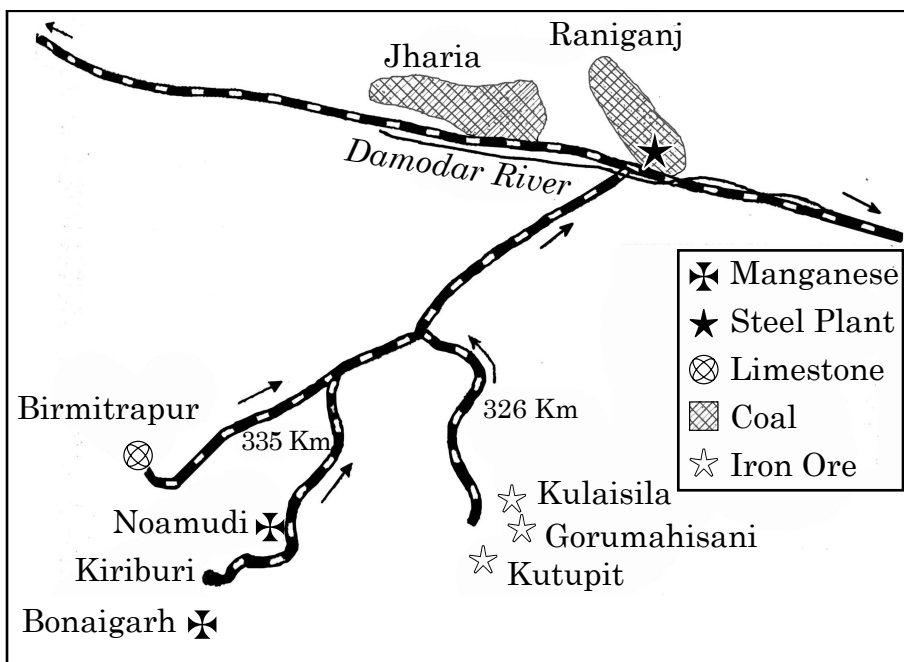 Raniganj
Jharia
Damodar River
Manganese
Steel Plant
Limestone
Coal
Iron Ore
Birmitrapur
326 Km
335 Km
Kulaisila
Noamudi
Gorumahisani
Kiriburi
Kutupit
Bonaigarh